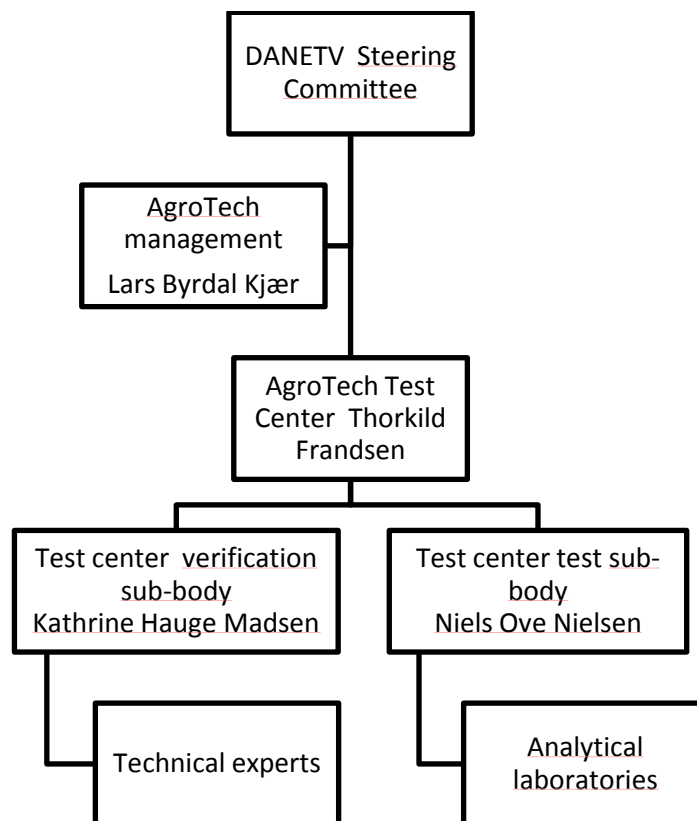 DANETV Steering
Committee
AgroTech
management
Lars Byrdal Kjær
AgroTech Test
Center Thorkild
Frandsen
Test center verification
sub-body
Kathrine Hauge Madsen
Test center test sub-
body
Niels Ove Nielsen
Technical experts
Analytical
laboratories